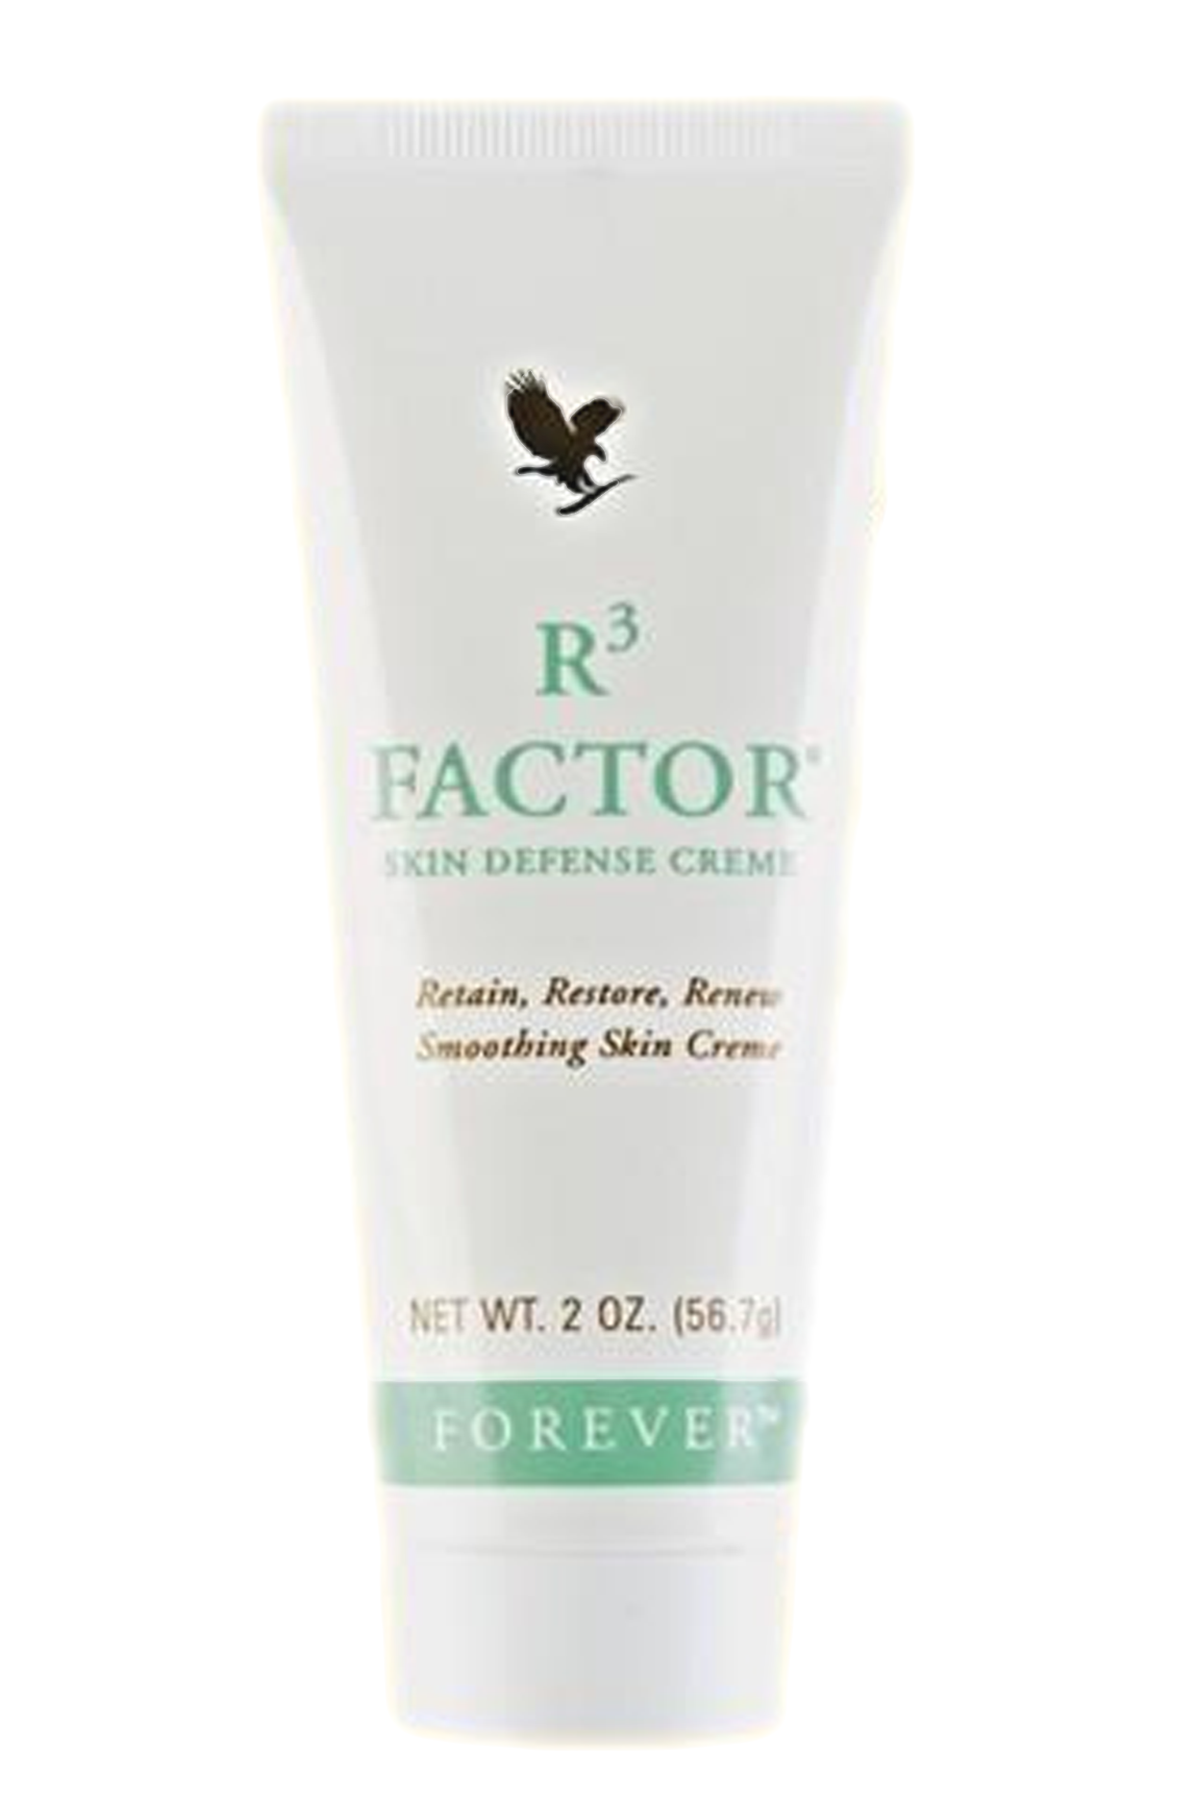 R³
FACTOR®
SKIN DEFENSE CREME
Retain, Restore, Renew
Smoothing Skin Creme
NET WT. 2 OZ. (56.7g)
FOREVER™